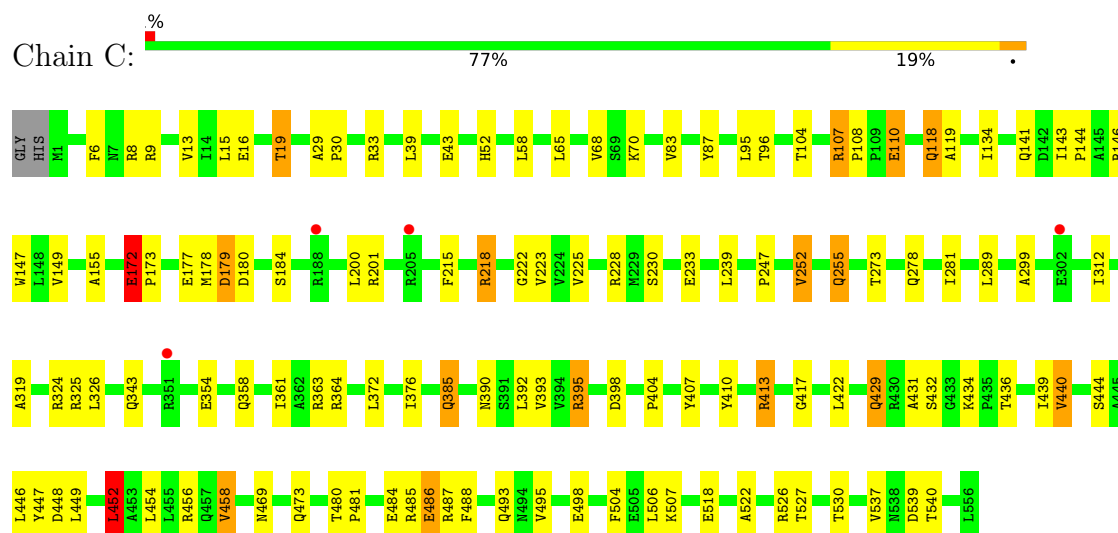 %
Chain C:
77% 19% •
GLY HIS M1 F6 N7 R8 R9 V13 I14 L15 E16 T19 A29 P30 R33 L39 E43 H52 L58 L65 V68 S69 K70 V83 Y87 L95 T96 T104 R107 P108 P109 E110 Q118 A119 I134 Q141 D142 I143 P144 A145 R146
W147 L148 V149 A155 E172 P173 E177 M178 D179 D180 S184 R188 L200 R201 R205 F215 R218 G222 V223 V224 V225 R228 M229 S230 E233 L239 P247 V252 Q255 T273 Q278 I281 L289 A299 E302 I312
A319 R324 R325 L326 Q343 R351 E354 Q358 I361 A362 R363 R364 L372 I376 Q385 N390 S391 L392 V393 V394 R395 D398 P404 Y407 Y410 R413 G417 L422 Q429 R430 A431 S432 G433 K434 P435 T436 I439 V440 S444 A445
L446 Y447 D448 L449 L452 A453 L454 L455 R456 Q457 V458 N469 Q473 T480 P481 E484 R485 E486 R487 F488 Q493 N494 V495 E498 F504 E505 L506 K507 E518 A522 R526 T527 T530 V537 N538 D539 T540 L556